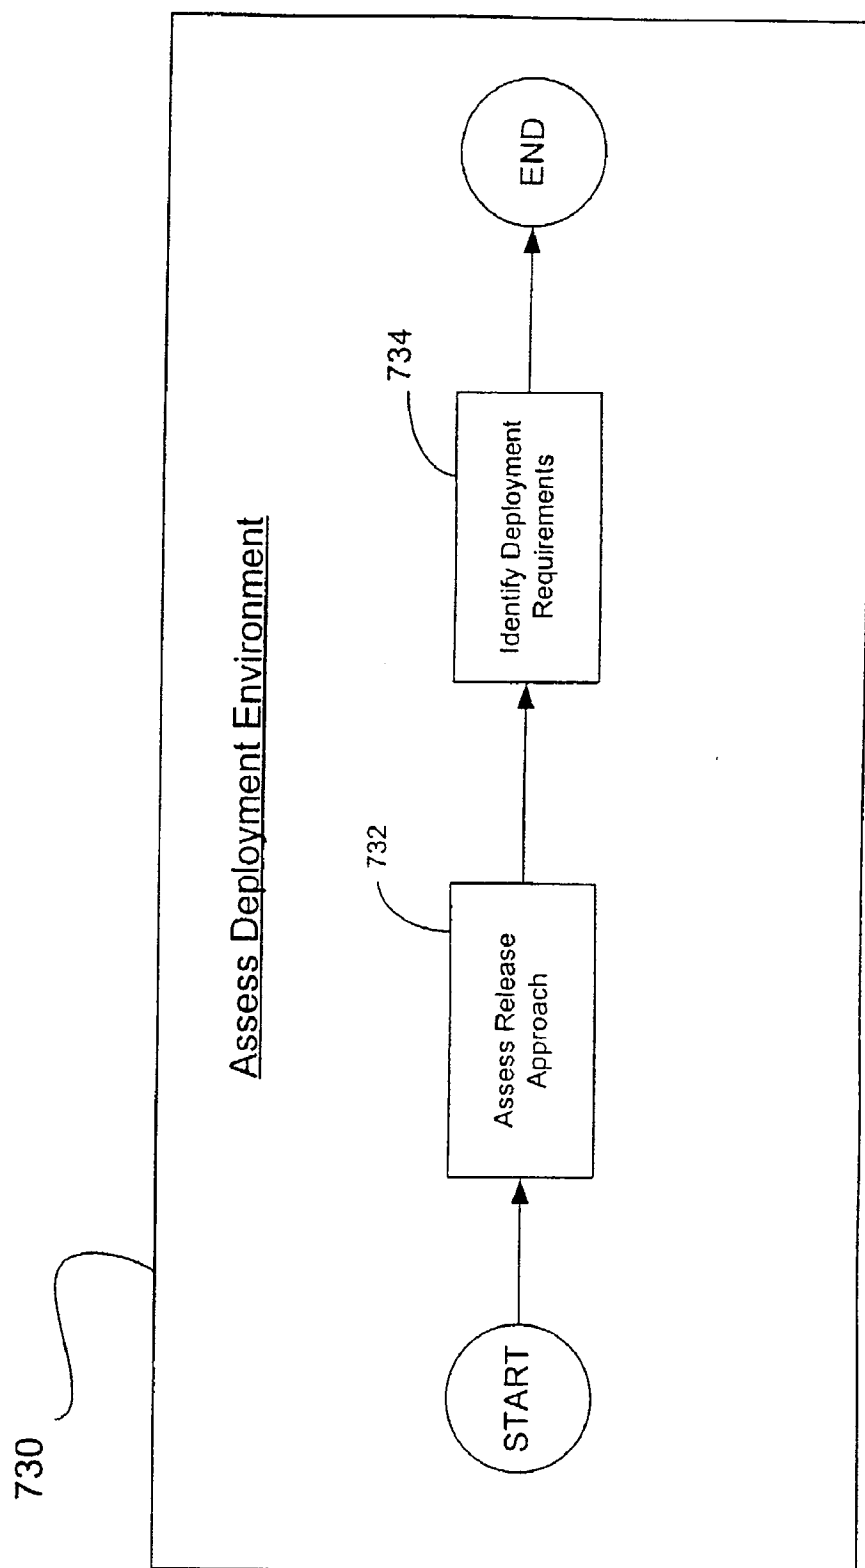 730
Assess Deployment Environment
START
732
Assess Release
Approach
734
Identify Deployment
Requirements
END